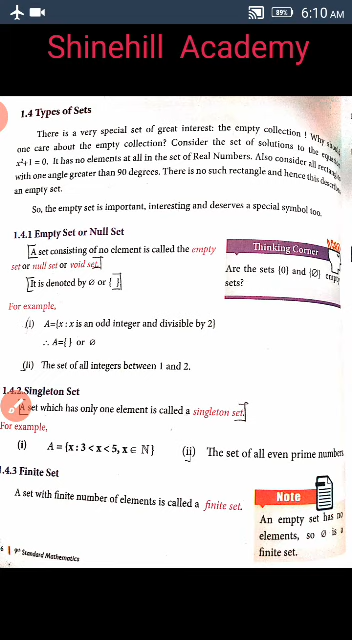 89% 6:10 AM
Shinehill Academy
1.4 Types of Sets
There is a very special set of great interest: the empty collection ! Why should
one care about the empty collection? Consider the set of solutions to the equation
x²+1 = 0. It has no elements at all in the set of Real Numbers. Also consider all rectangles
with one angle greater than 90 degrees. There is no such rectangle and hence this describes
an empty set.
So, the empty set is important, interesting and deserves a special symbol too.
1.4.1 Empty Set or Null Set
A set consisting of no element is called the empty
set or null set or void set.
It is denoted by ∅ or { }.
Thinking Corner
Are the sets {0} and {∅} empty
sets?
For example,
(i) A={x : x is an odd integer and divisible by 2}
∴ A={ } or ∅
(ii) The set of all integers between 1 and 2.
1.4.2 Singleton Set
A set which has only one element is called a singleton set.
For example,
(i) A = {x : 3 < x < 5, x ∈ ℕ} (ii) The set of all even prime numbers
1.4.3 Finite Set
A set with finite number of elements is called a finite set.
Note
An empty set has no
elements, so ∅ is a
finite set.
6 9th Standard Mathematics